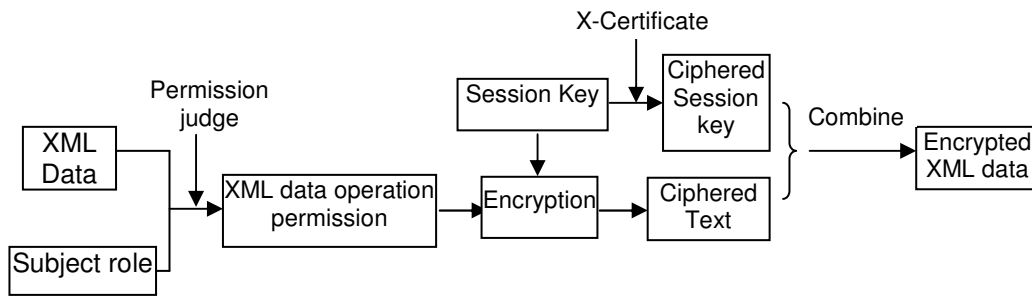 X-Certificate
Permission
judge
XML
Data
Subject role
XML data operation
permission
Session Key
Encryption
Ciphered
Session
key
Ciphered
Text
Combine
Encrypted
XML data